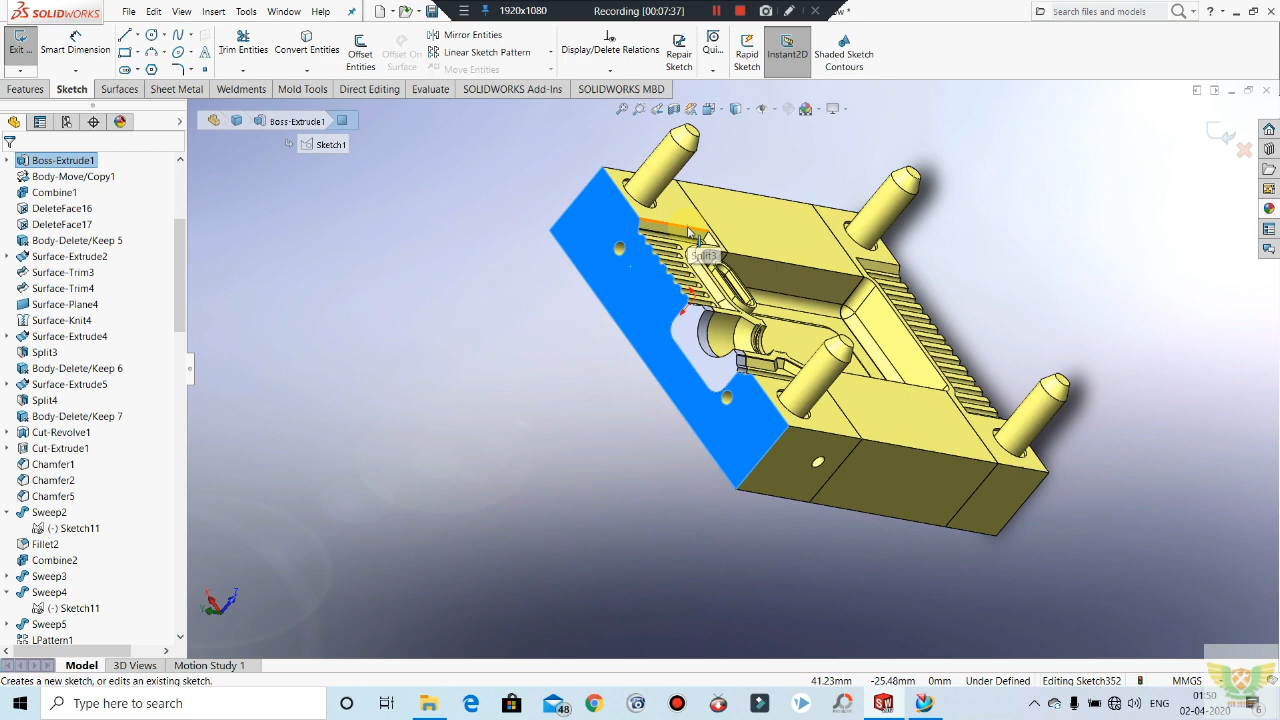 SOLIDWORKS
File
Edit
View
Insert
Tools
Window
Help
1920x1080
Recording [00:07:37]
Search files and models
Exit ...
Smart Dimension
Trim Entities
Convert Entities
Offset Entities
Offset On Surface
Mirror Entities
Linear Sketch Pattern
Move Entities
Display/Delete Relations
Repair Sketch
Qui...
Rapid Sketch
Instant2D
Shaded Sketch Contours
Features
Sketch
Surfaces
Sheet Metal
Weldments
Mold Tools
Direct Editing
Evaluate
SOLIDWORKS Add-Ins
SOLIDWORKS MBD
Boss-Extrude1
Sketch1
Boss-Extrude1
Body-Move/Copy1
Combine1
DeleteFace16
DeleteFace17
Body-Delete/Keep 5
Surface-Extrude2
Surface-Trim3
Surface-Trim4
Surface-Plane4
Surface-Knit4
Surface-Extrude4
Split3
Body-Delete/Keep 6
Surface-Extrude5
Split4
Body-Delete/Keep 7
Cut-Revolve1
Cut-Extrude1
Chamfer1
Chamfer2
Chamfer5
Sweep2
(-) Sketch11
Fillet2
Combine2
Sweep3
Sweep4
(-) Sketch11
Sweep5
LPattern1
Split3
Model
3D Views
Motion Study 1
Creates a new sketch, or edits an existing sketch.
41.23mm
-25.48mm
0mm
Under Defined
Editing Sketch352
MMGS
Type here to search
48
ENG
01:50
02-04-2020
6